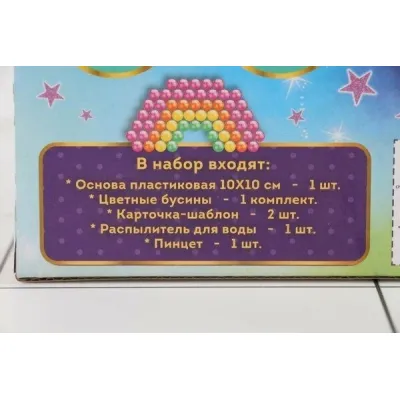 В набор входят:
* Основа пластиковая 10X10 см - 1 шт.
* Цветные бусины - 1 комплект.
* Карточка-шаблон - 2 шт.
* Распылитель для воды - 1 шт.
* Пинцет - 1 шт.